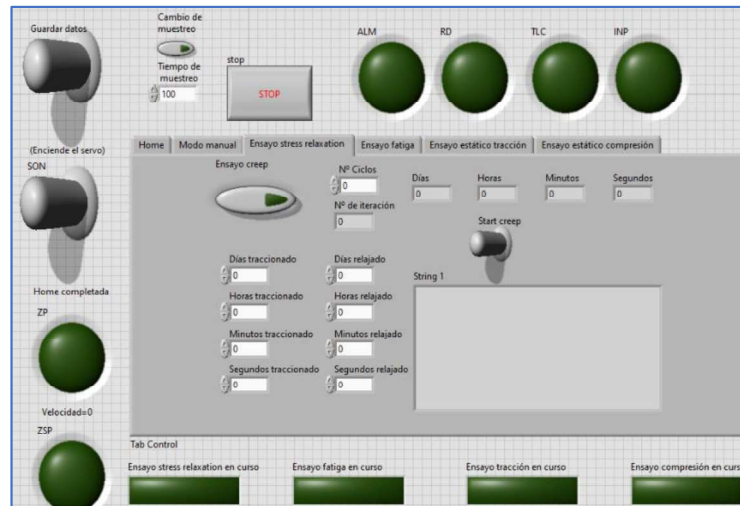 Guardar datos
Cambio de
muestreo
Tiempo de
muestreo
100
stop
STOP
ALM
RD
TLC
INP
(Enciende el servo)
SON
Home completada
ZP
Velocidad=0
ZSP
Home
Modo manual
Ensayo stress relaxation
Ensayo fatiga
Ensayo estático tracción
Ensayo estático compresión
Ensayo creep
Nº Ciclos
0
Nº de iteración
0
Días
0
Horas
0
Minutos
0
Segundos
0
Start creep
Días traccionado
0
Días relajado
0
Horas traccionado
0
Horas relajado
0
Minutos traccionado
0
Minutos relajado
0
Segundos traccionado
0
Segundos relajado
0
String 1
Tab Control
Ensayo stress relaxation en curso
Ensayo fatiga en curso
Ensayo tracción en curso
Ensayo compresión en curs